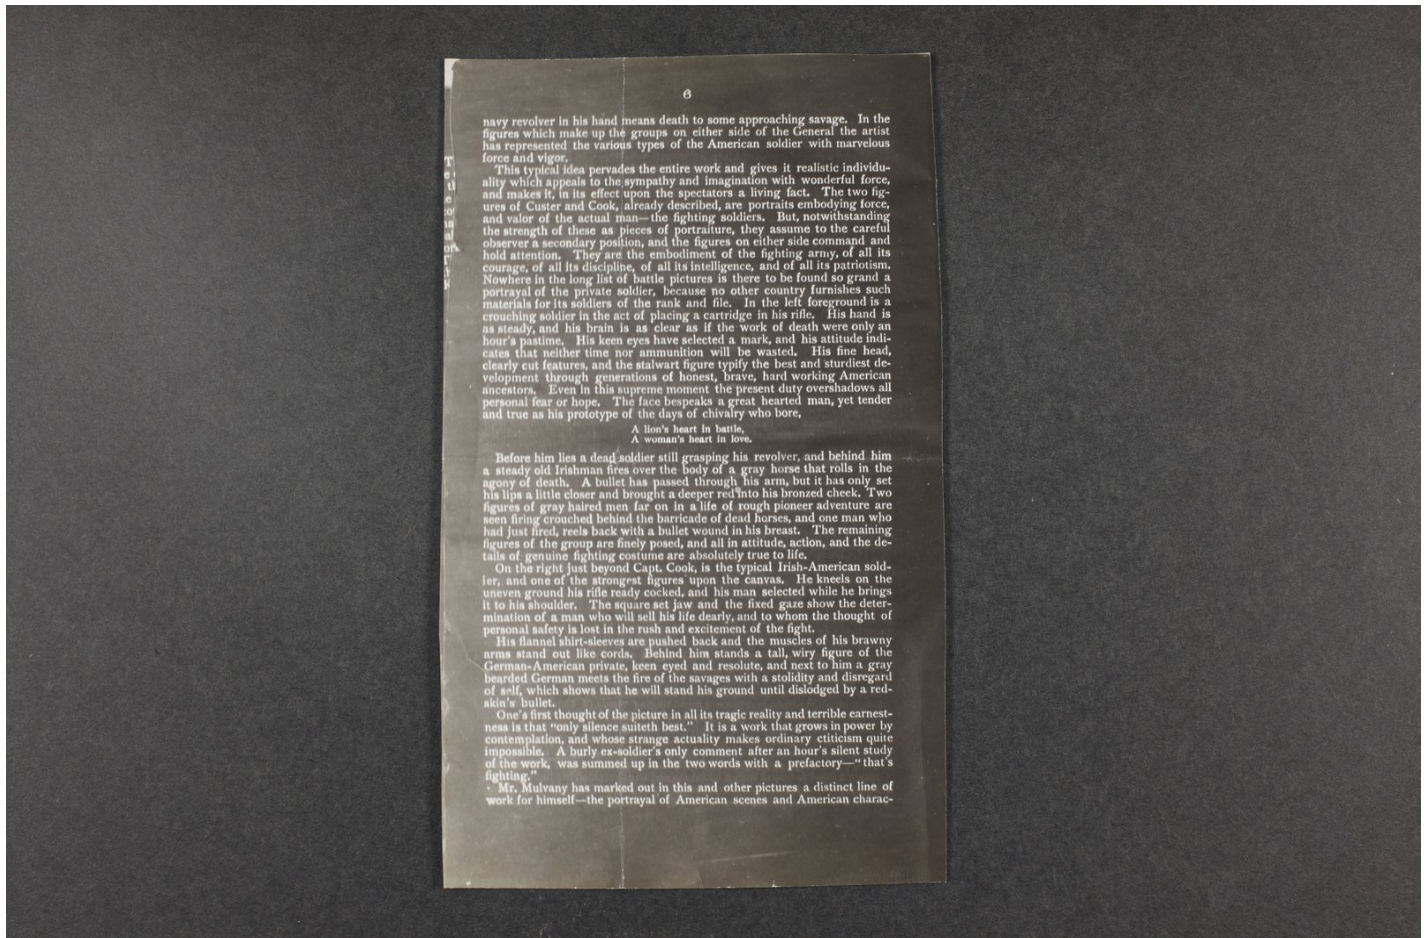 6
navy revolver in his hand means death to some approaching savage. In the
figures which make up the groups on either side of the General the artist
has represented the various types of the American soldier with marvelous
force and vigor.
This typical idea pervades the entire work and gives it realistic individu-
ality which appeals to the sympathy and imagination with wonderful force,
and makes it, in its effect upon the spectators a living fact. The two fig-
ures of Custer and Cook, already described, are portraits embodying force,
and valor of the actual man—the fighting soldiers. But, notwithstanding
the strength of these as pieces of portraiture, they assume to the careful
observer a secondary position, and the figures on either side command and
hold attention. They are the embodiment of the fighting army, of all its
courage, of all its discipline, of all its intelligence, and of all its patriotism.
Nowhere in the long list of battle pictures is there to be found so grand a
portrayal of the private soldier, because no other country furnishes such
materials for its soldiers of the rank and file. In the left foreground is a
crouching soldier in the act of placing a cartridge in his rifle. His hand is
as steady, and his brain is as clear as if the work of death were only an
hour's pastime. His keen eyes have selected a mark, and his attitude indi-
cates that neither time nor ammunition will be wasted. His fine head,
clearly cut features, and the stalwart figure typify the best and sturdiest de-
velopment through generations of honest, brave, hard working American
ancestors. Even in this supreme moment the present duty overshadows all
personal fear or hope. The face bespeaks a great hearted man, yet tender
and true as his prototype of the days of chivalry who bore,
A lion's heart in battle,
A woman's heart in love.
Before him lies a dead soldier still grasping his revolver, and behind him
a steady old Irishman fires over the body of a gray horse that rolls in the
agony of death. A bullet has passed through his arm, but it has only set
his lips a little closer and brought a deeper red into his bronzed cheek. Two
figures of gray haired men far on in a life of rough pioneer adventure are
seen firing crouched behind the barricade of dead horses, and one man who
had just fired, reels back with a bullet wound in his breast. The remaining
figures of the group are finely posed, and all in attitude, action, and the de-
tails of genuine fighting costume are absolutely true to life.
On the right just beyond Capt. Cook, is the typical Irish-American sold-
ier, and one of the strongest figures upon the canvas. He kneels on the
uneven ground his rifle ready cocked, and his man selected while he brings
it to his shoulder. The square set jaw and the fixed gaze show the deter-
mination of a man who will sell his life dearly, and to whom the thought of
personal safety is lost in the rush and excitement of the fight.
His flannel shirt-sleeves are pushed back and the muscles of his brawny
arms stand out like cords. Behind him stands a tall, wiry figure of the
German-American private, keen eyed and resolute, and next to him a gray
bearded German meets the fire of the savages with a stolidity and disregard
of self, which shows that he will stand his ground until dislodged by a red-
skin's bullet.
One's first thought of the picture in all its tragic reality and terrible earnest-
ness is that "only silence suiteth best." It is a work that grows in power by
contemplation, and whose strange actuality makes ordinary ctiticism quite
impossible. A burly ex-soldier's only comment after an hour's silent study
of the work, was summed up in the two words with a prefactory—"that's
fighting."
Mr. Mulvany has marked out in this and other pictures a distinct line of
work for himself—the portrayal of American scenes and American charac-